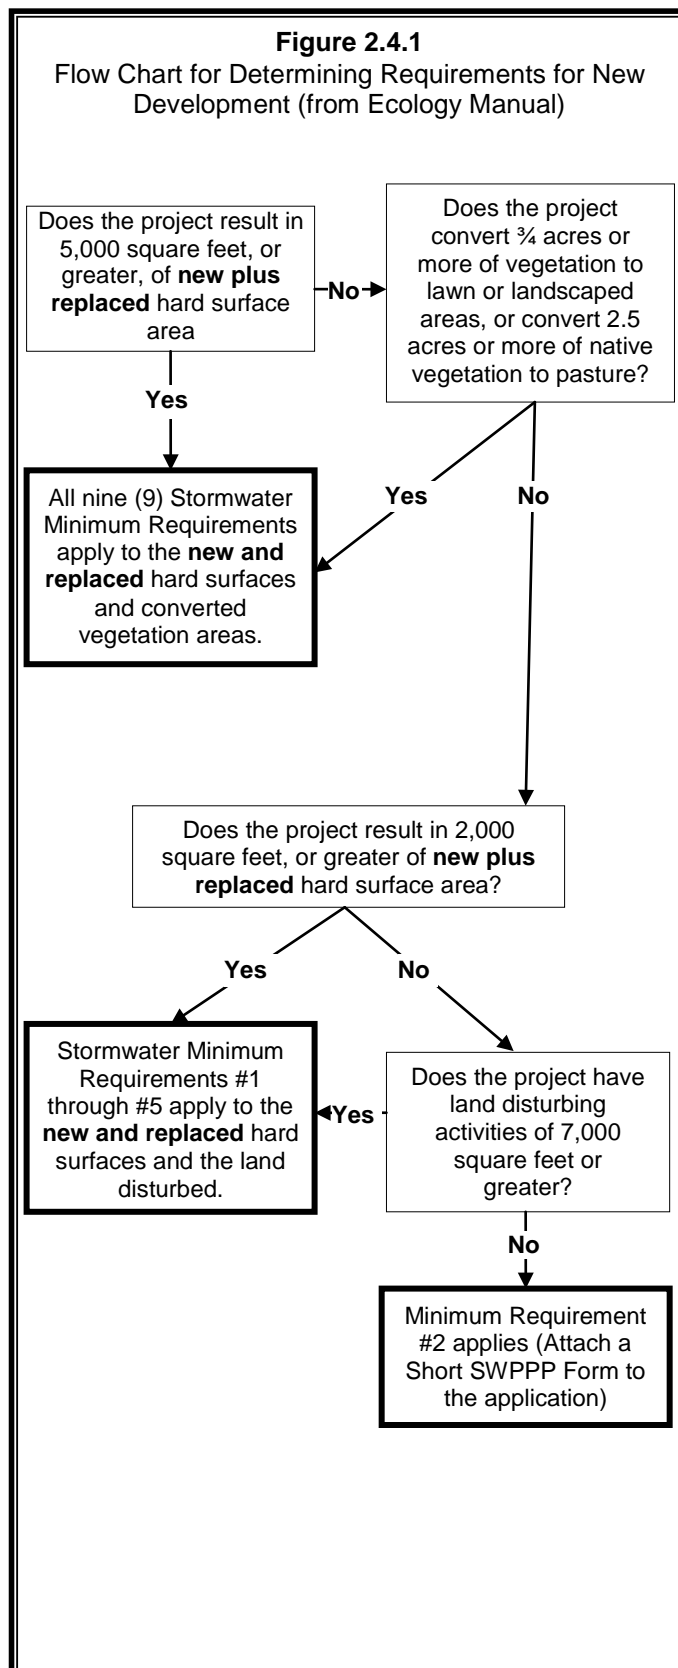 Figure 2.4.1
Flow Chart for Determining Requirements for New
Development (from Ecology Manual)
Does the project result in
5,000 square feet, or
greater, of new plus
replaced hard surface
area
No
Does the project
convert ¾ acres or
more of vegetation to
lawn or landscaped
areas, or convert 2.5
acres or more of native
vegetation to pasture?
Yes
Yes
No
All nine (9) Stormwater
Minimum Requirements
apply to the new and
replaced hard surfaces
and converted
vegetation areas.
Does the project result in 2,000
square feet, or greater of new plus
replaced hard surface area?
Yes
No
Stormwater Minimum
Requirements #1
through #5 apply to the
new and replaced hard
surfaces and the land
disturbed.
Yes
Does the project have
land disturbing
activities of 7,000
square feet or
greater?
No
Minimum Requirement
#2 applies (Attach a
Short SWPPP Form to
the application)